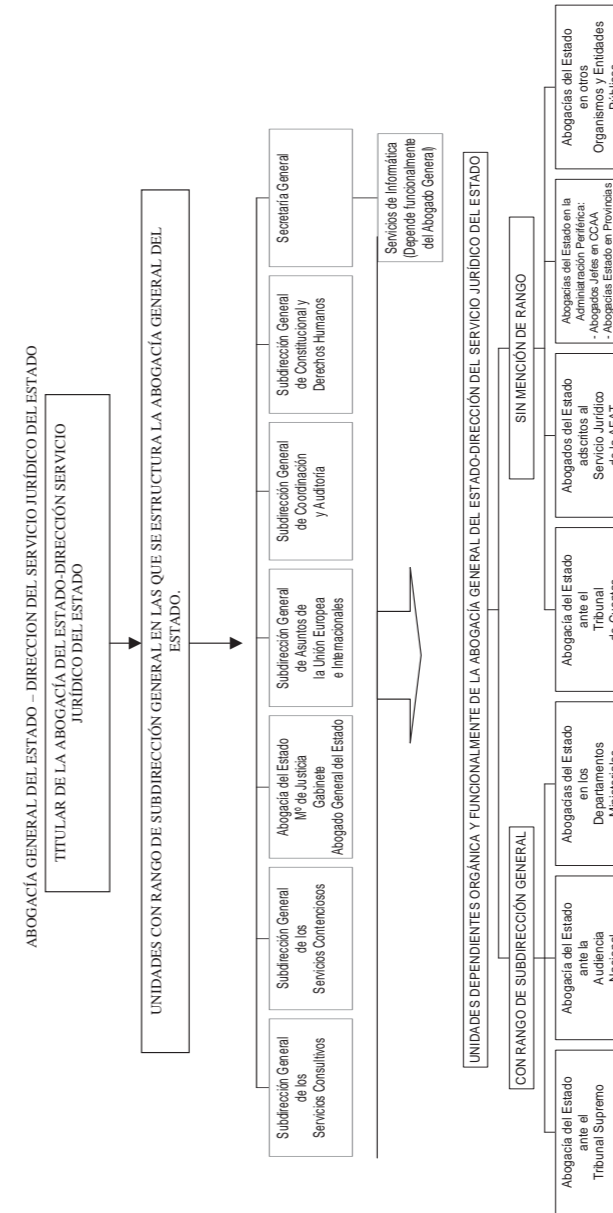 ABOGACÍA GENERAL DEL ESTADO – DIRECCION DEL SERVICIO JURÍDICO DEL ESTADO
TITULAR DE LA ABOGACÍA DEL ESTADO-DIRECCIÓN SERVICIO
JURÍDICO DEL ESTADO
UNIDADES CON RANGO DE SUBDIRECCIÓN GENERAL EN LAS QUE SE ESTRUCTURA LA ABOGACÍA GENERAL DEL
ESTADO.
Subdirección General
de los
Servicios Consultivos
Subdirección General
de los
Servicios Contenciosos
Abogacía del Estado
Mº de Justicia
Gabinete
Abogado General del Estado
Subdirección General
de Asuntos de
la Unión Europea
e Internacionales
Subdirección General
de Coordinación
y Auditoría
Subdirección General
de Constitucional y
Derechos Humanos
Secretaría General
Servicios de Informática
(Depende funcionalmente
del Abogado General)
UNIDADES DEPENDIENTES ORGÁNICA Y FUNCIONALMENTE DE LA ABOGACÍA GENERAL DEL ESTADO-DIRECCIÓN DEL SERVICIO JURÍDICO DEL ESTADO
CON RANGO DE SUBDIRECCIÓN GENERAL
SIN MENCIÓN DE RANGO
Abogacía del Estado
ante el
Tribunal Supremo
Abogacía del Estado
ante la
Audiencia
Nacional
Abogacías del Estado
en los
Departamentos
Ministeriales
Abogacía del Estado
ante el
Tribunal
de Cuentas
Abogados del Estado
adscritos al
Servicio Jurídico
de la AEAT
Abogacías del Estado en la
Administración Periférica:
- Abogados Jefes en CCAA
- Abogacías Estado en Provincias
Abogacías del Estado
en otros
Organismos y Entidades
Públicos